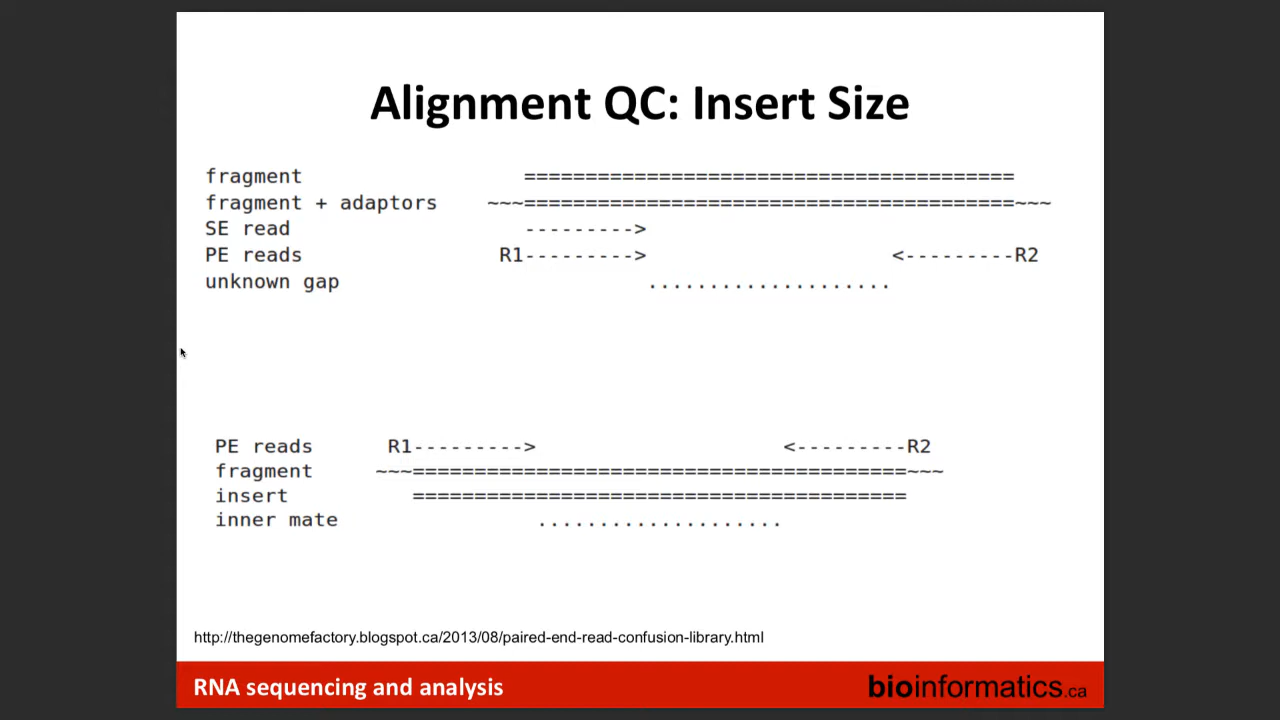 Alignment QC: Insert Size
fragment ========================================
fragment + adaptors ~~~========================================~~~
SE read --------->
PE reads R1---------> <---------R2
unknown gap ....................
PE reads R1---------> <---------R2
fragment ~~~========================================~~~
insert ========================================
inner mate ....................
http://thegenomefactory.blogspot.ca/2013/08/paired-end-read-confusion-library.html
RNA sequencing and analysis
bioinformatics.ca